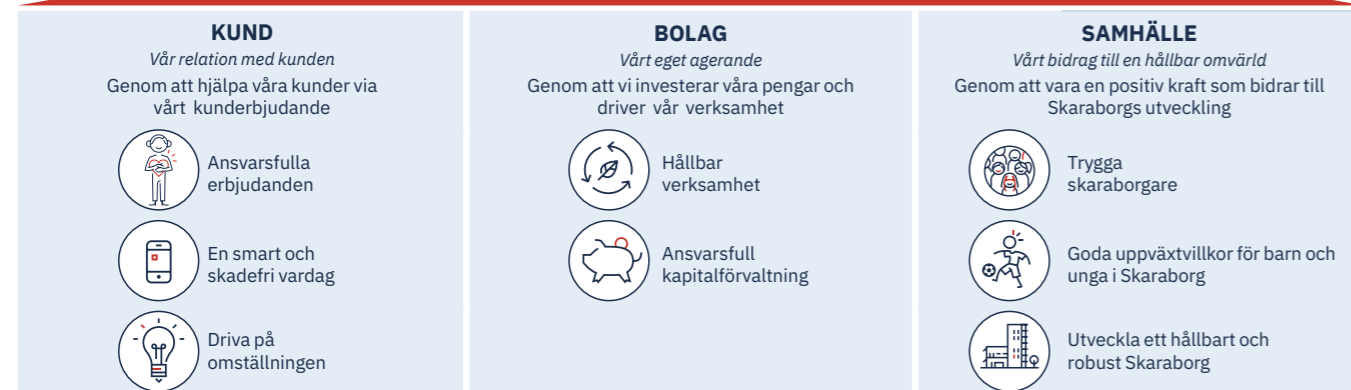 KUND
Vår relation med kunden
Genom att hjälpa våra kunder via
vårt kunderbjudande
Ansvarsfulla
erbjudanden
En smart och
skadefri vardag
Driva på
omställningen
BOLAG
Vårt eget agerande
Genom att vi investerar våra pengar och
driver vår verksamhet
Hållbar
verksamhet
Ansvarsfull
kapitalförvaltning
SAMHÄLLE
Vårt bidrag till en hållbar omvärld
Genom att vara en positiv kraft som bidrar till
Skaraborgs utveckling
Trygga
skaraborgare
Goda uppväxtvillkor för barn och
unga i Skaraborg
Utveckla ett hållbart och
robust Skaraborg